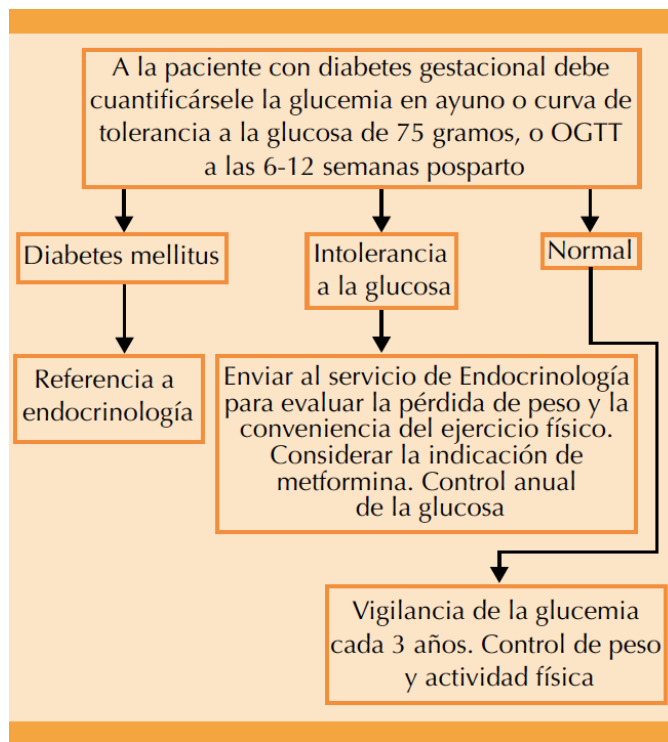 A la paciente con diabetes gestacional debe
cuantificársele la glucemia en ayuno o curva de
tolerancia a la glucosa de 75 gramos, o OGTT
a las 6-12 semanas posparto
Diabetes mellitus
Intolerancia
a la glucosa
Normal
Referencia a
endocrinología
Enviar al servicio de Endocrinología
para evaluar la pérdida de peso y la
conveniencia del ejercicio físico.
Considerar la indicación de
metformina. Control anual
de la glucosa
Vigilancia de la glucemia
cada 3 años. Control de peso
y actividad física